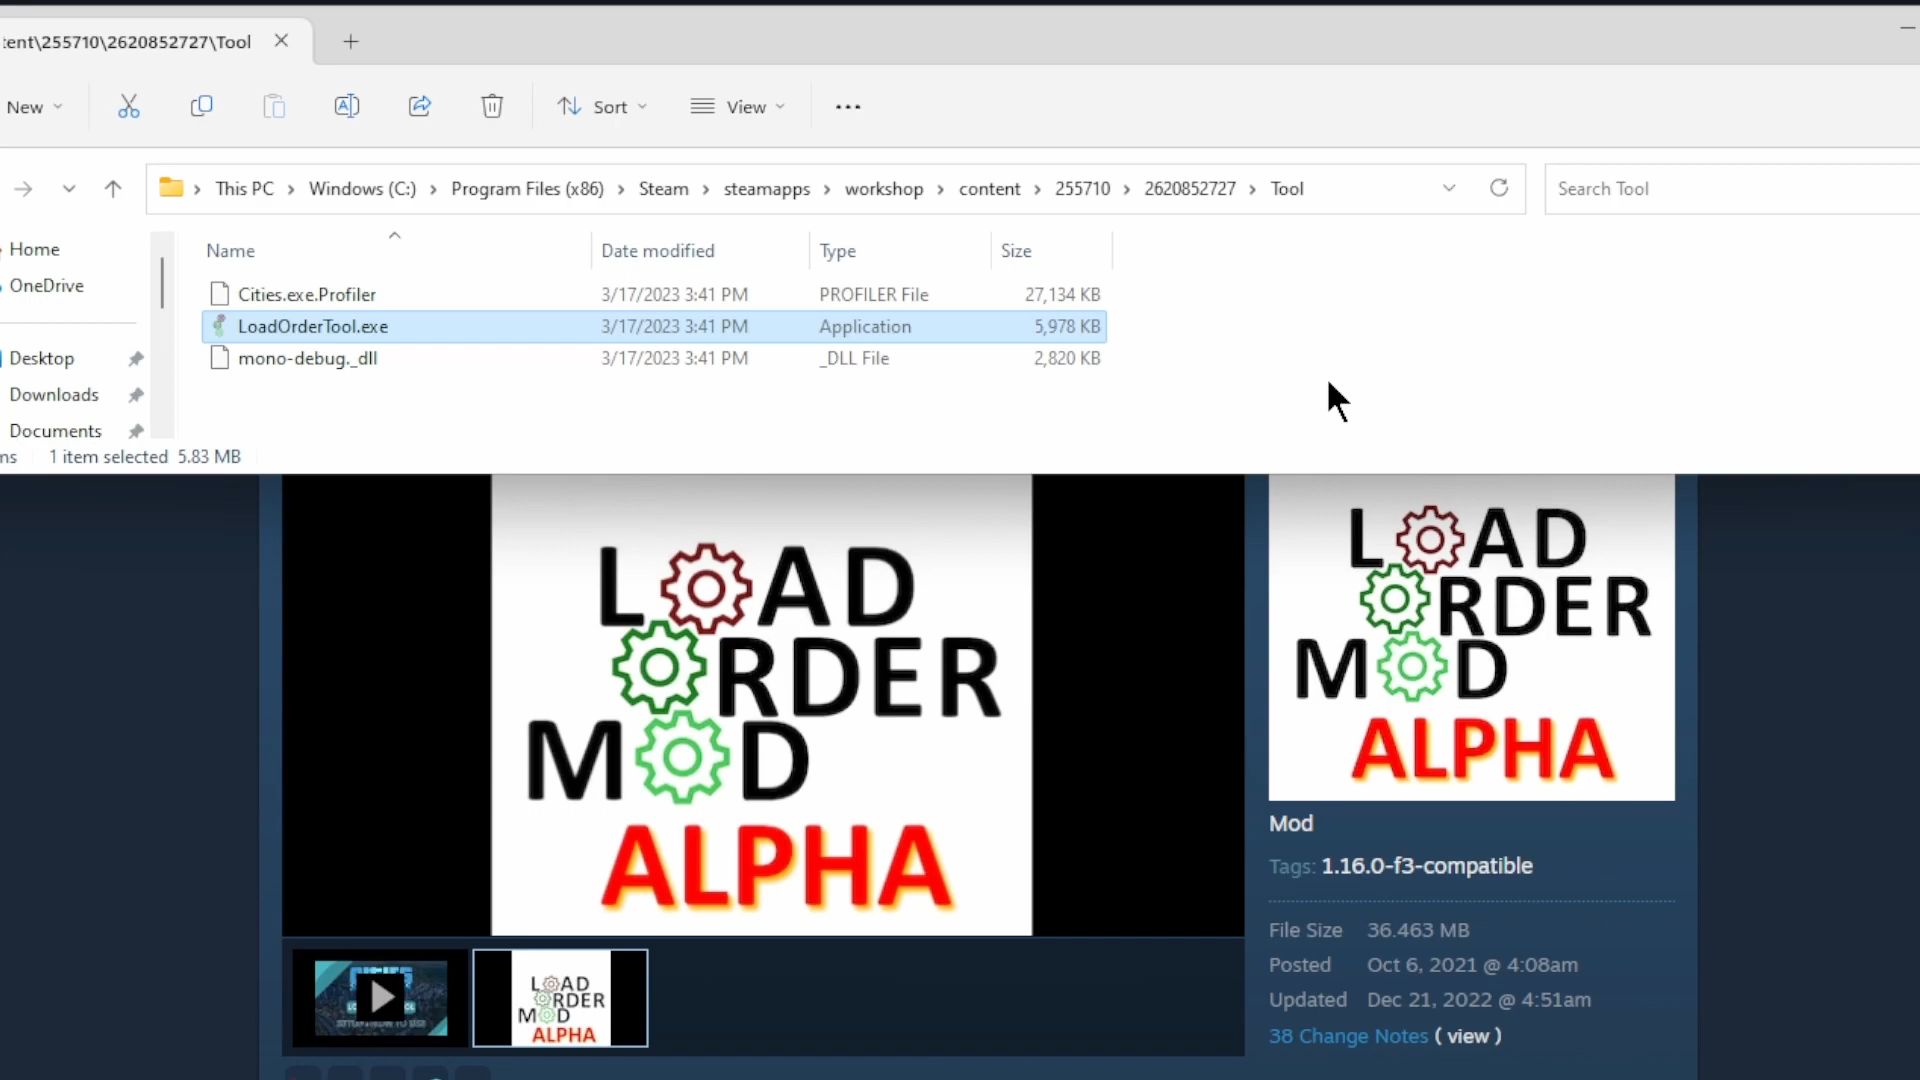 :ent\255710\2620852727\Tool
New
Sort
View
This PC > Windows (C:) > Program Files (x86) > Steam > steamapps > workshop > content > 255710 > 2620852727 > Tool
Search Tool
Home
OneDrive
Desktop
Downloads
Documents
Name Date modified Type Size
Cities.exe.Profiler 3/17/2023 3:41 PM PROFILER File 27,134 KB
LoadOrderTool.exe 3/17/2023 3:41 PM Application 5,978 KB
mono-debug._dll 3/17/2023 3:41 PM _DLL File 2,820 KB
ns 1 item selected 5.83 MB
LOAD
ORDER
MOD
ALPHA
LOAD
ORDER
MOD
ALPHA
LOAD
ORDER
MOD
ALPHA
Mod
Tags: 1.16.0-f3-compatible
File Size 36.463 MB
Posted Oct 6, 2021 @ 4:08am
Updated Dec 21, 2022 @ 4:51am
38 Change Notes ( view )